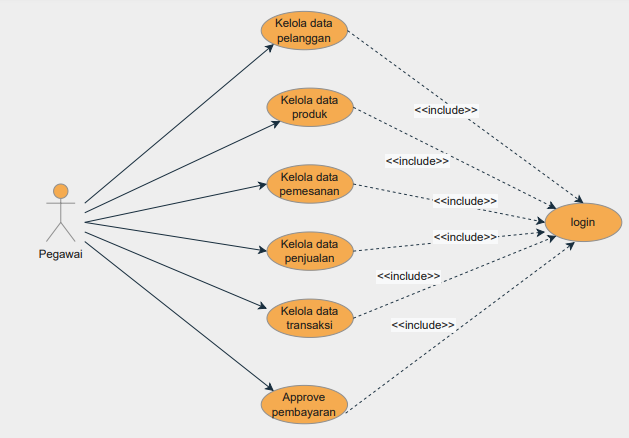 Kelola data
pelanggan
<<include>>
Kelola data
produk
<<include>>
Kelola data
pemesanan
<<include>>
Pegawai
login
Kelola data
penjualan
<<include>>
Kelola data
transaksi
<<include>>
Approve
pembayaran
<<include>>